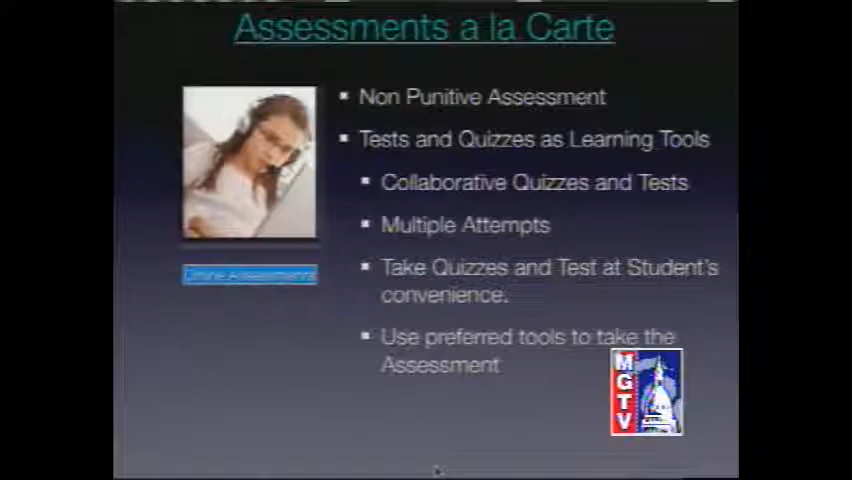 Assessments a la Carte
Non Punitive Assessment
Tests and Quizzes as Learning Tools
Collaborative Quizzes and Tests
Multiple Attempts
Take Quizzes and Test at Student's
convenience.
Online Assessments
Use preferred tools to take the
Assessment
MGTV